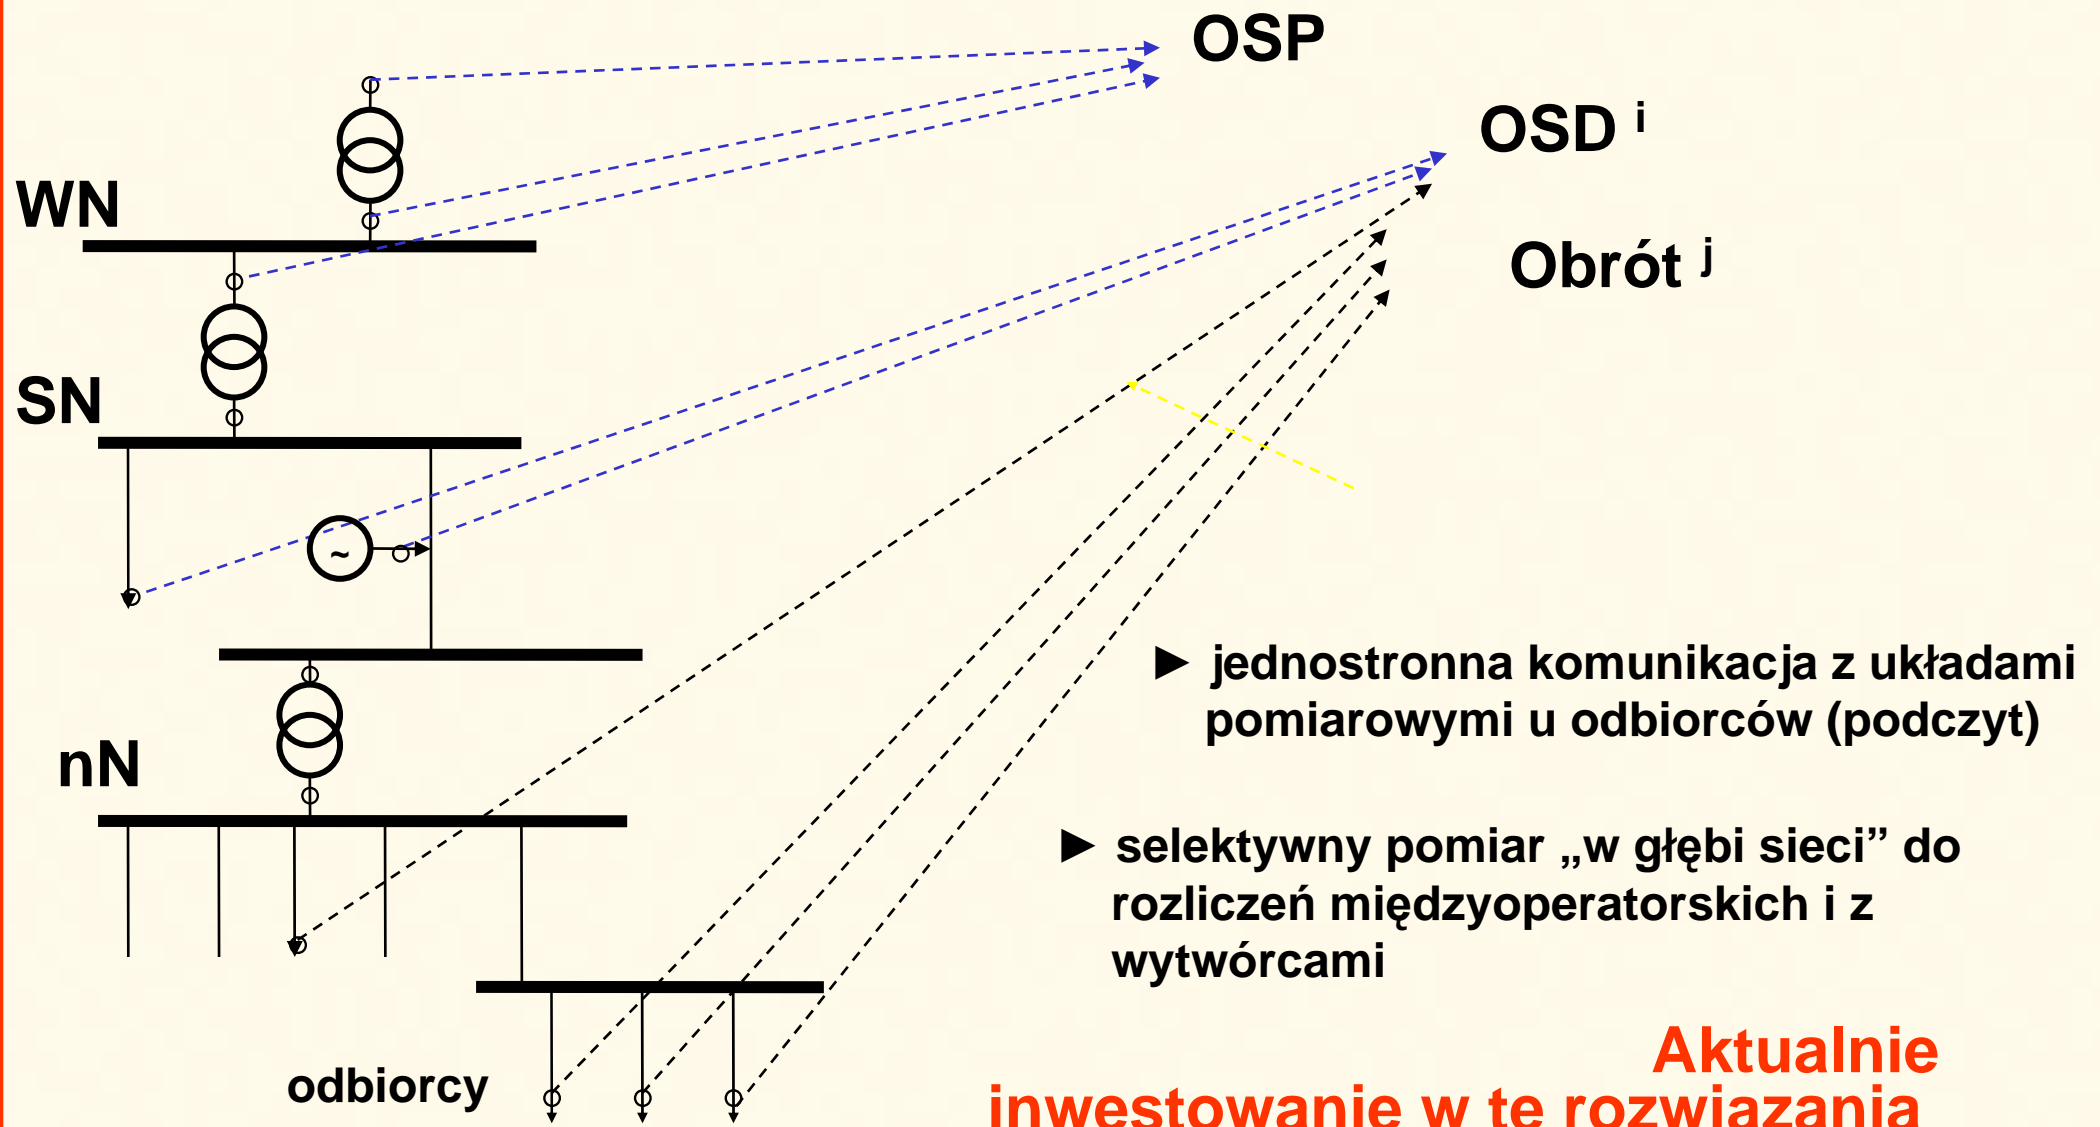 OSP
OSD i
WN
Obrót j
SN
~
► jednostronna komunikacja z układami
pomiarowymi u odbiorców (podczyt)
nN
► selektywny pomiar „w głębi sieci” do
rozliczeń międzyoperatorskich i z
wytwórcami
Aktualnie
odbiorcy
inwestowanie w te rozwiązania